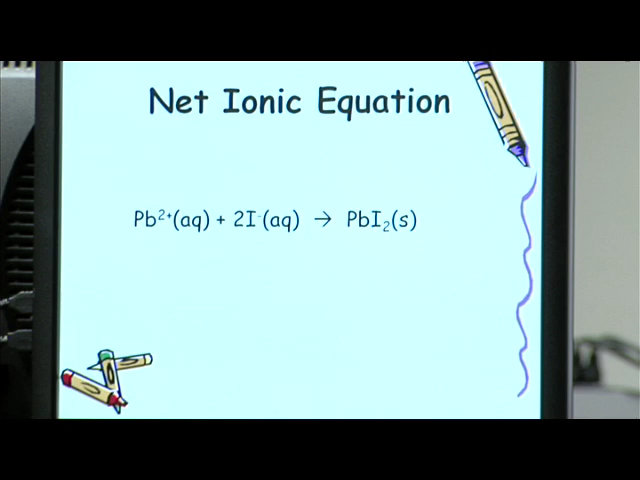 Net Ionic Equation
Pb²⁺(aq) + 2I⁻(aq) → PbI₂(s)